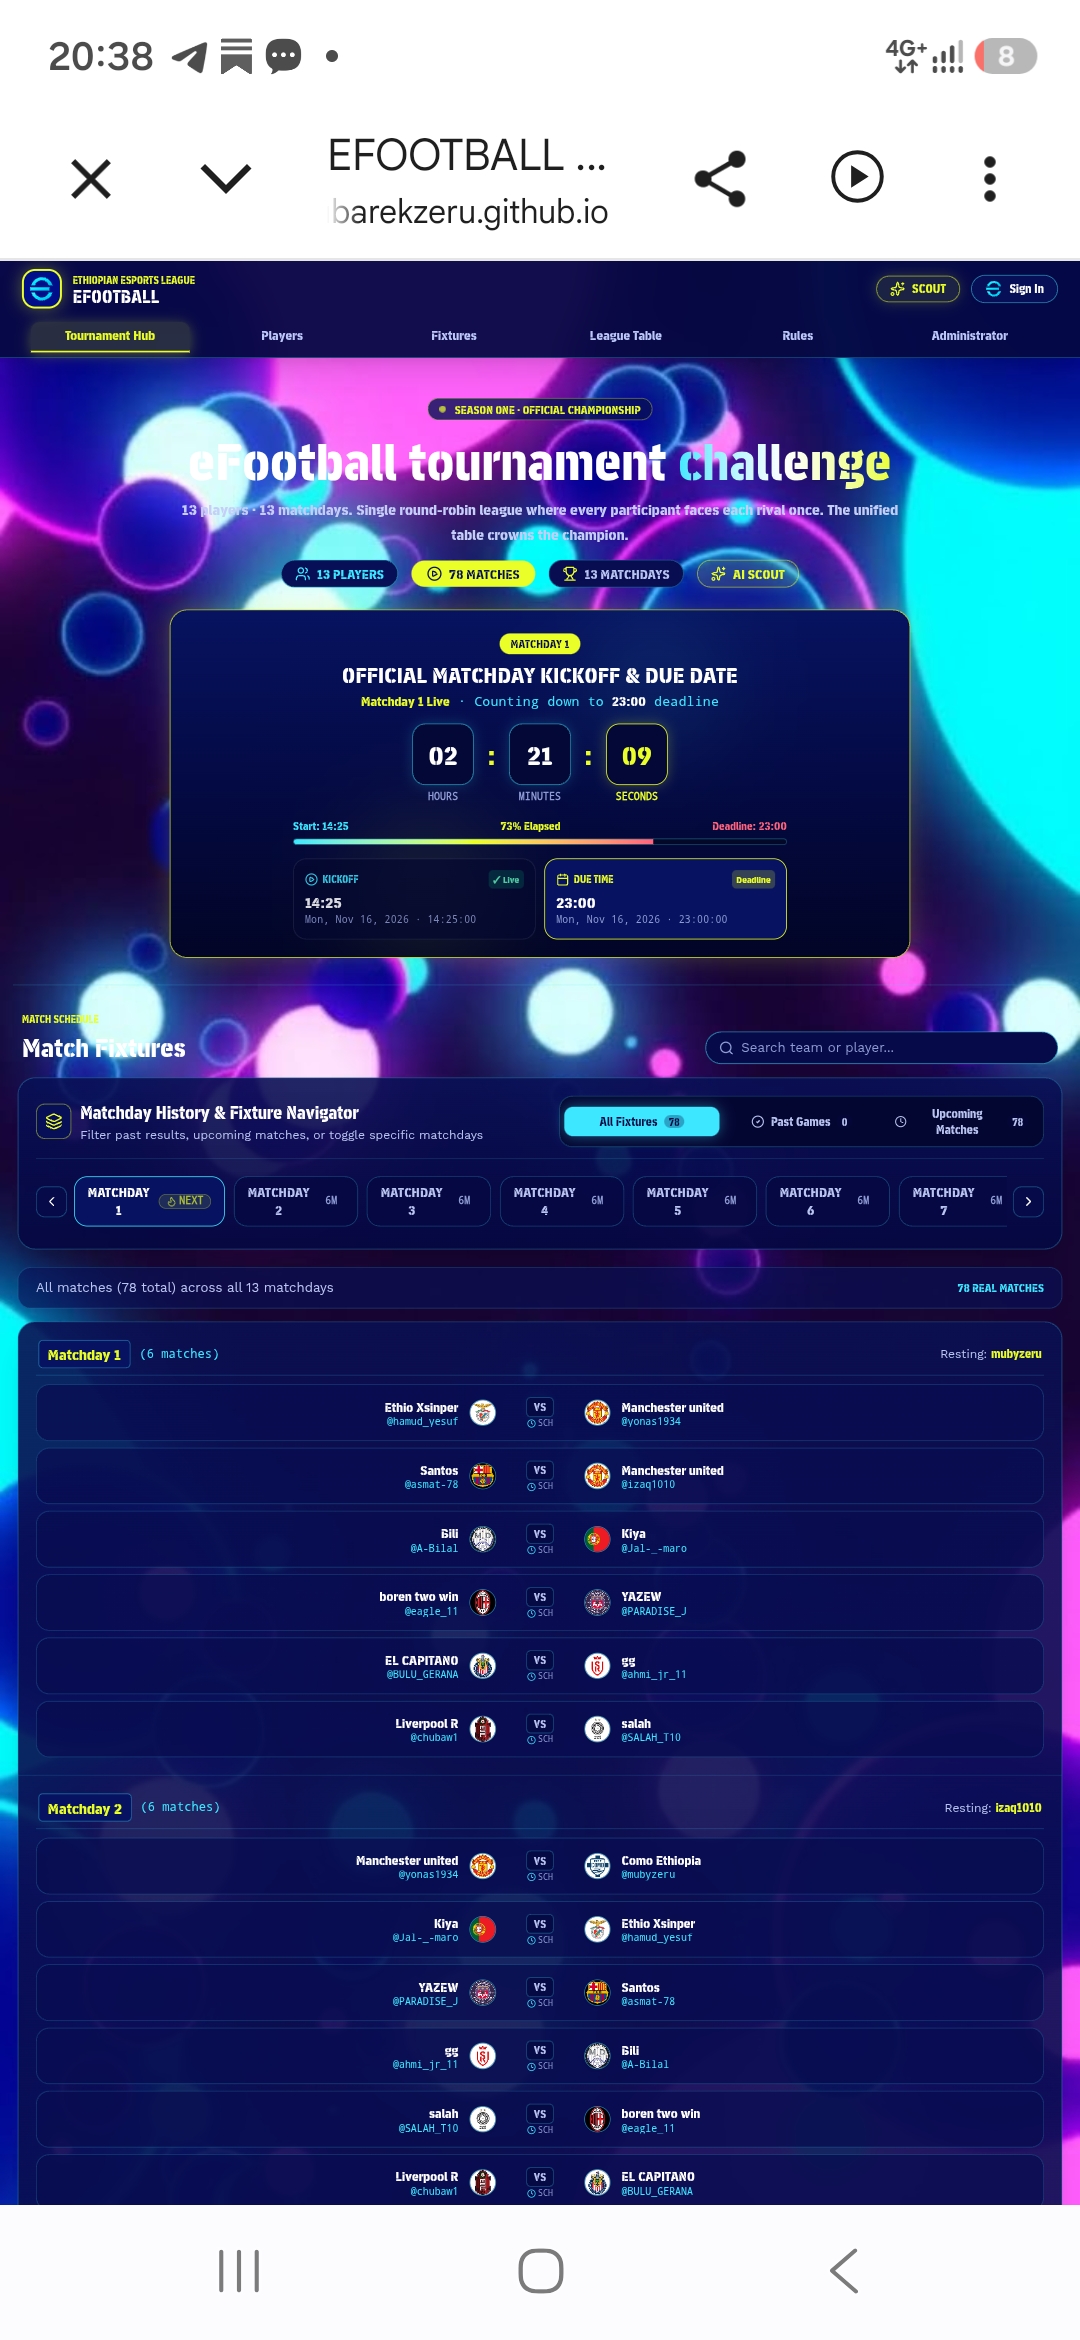 20:38
4G+
8
EFOOTBALL ...
barekzeru.github.io
ETHIOPIAN ESPORTS LEAGUE
EFOOTBALL
SCOUT
Sign In
Tournament Hub
Players
Fixtures
League Table
Rules
Administrator
SEASON ONE · OFFICIAL CHAMPIONSHIP
eFootball tournament challenge
13 players · 13 matchdays. Single round-robin league where every participant faces each rival once. The unified
table crowns the champion.
13 PLAYERS
78 MATCHES
13 MATCHDAYS
AI SCOUT
MATCHDAY 1
OFFICIAL MATCHDAY KICKOFF & DUE DATE
Matchday 1 Live · Counting down to 23:00 deadline
02 : 21 : 09
HOURS MINUTES SECONDS
Start: 14:25 73% Elapsed Deadline: 23:00
KICKOFF ✓ Live
14:25
Mon, Nov 16, 2026 · 14:25:00
DUE TIME Deadline
23:00
Mon, Nov 16, 2026 · 23:00:00
MATCH SCHEDULE
Match Fixtures
Search team or player...
Matchday History & Fixture Navigator
Filter past results, upcoming matches, or toggle specific matchdays
All Fixtures 78
Past Games 0
Upcoming Matches 78
MATCHDAY 1 NEXT
MATCHDAY 2 6M
MATCHDAY 3 6M
MATCHDAY 4 6M
MATCHDAY 5 6M
MATCHDAY 6 6M
MATCHDAY 7 6M
All matches (78 total) across all 13 matchdays
78 REAL MATCHES
Matchday 1 (6 matches)
Resting: mubyzeru
Ethio Xsinper VS Manchester united
@hamud_yesuf SCH @yonas1934
Santos VS Manchester united
@asmat-78 SCH @izaq1010
Bili VS Kiya
@A-Bilal SCH @Jal-_-maro
boren two win VS YAZEW
@eagle_11 SCH @PARADISE_J
EL CAPITANO VS gg
@BULU_GERANA SCH @ahmi_jr_11
Liverpool R VS salah
@chubaw1 SCH @SALAH_T10
Matchday 2 (6 matches)
Resting: izaq1010
Manchester united VS Como Ethiopia
@yonas1934 SCH @mubyzeru
Kiya VS Ethio Xsinper
@Jal-_-maro SCH @hamud_yesuf
YAZEW VS Santos
@PARADISE_J SCH @asmat-78
gg VS Bili
@ahmi_jr_11 SCH @A-Bilal
salah VS boren two win
@SALAH_T10 SCH @eagle_11
Liverpool R VS EL CAPITANO
@chubaw1 SCH @BULU_GERANA